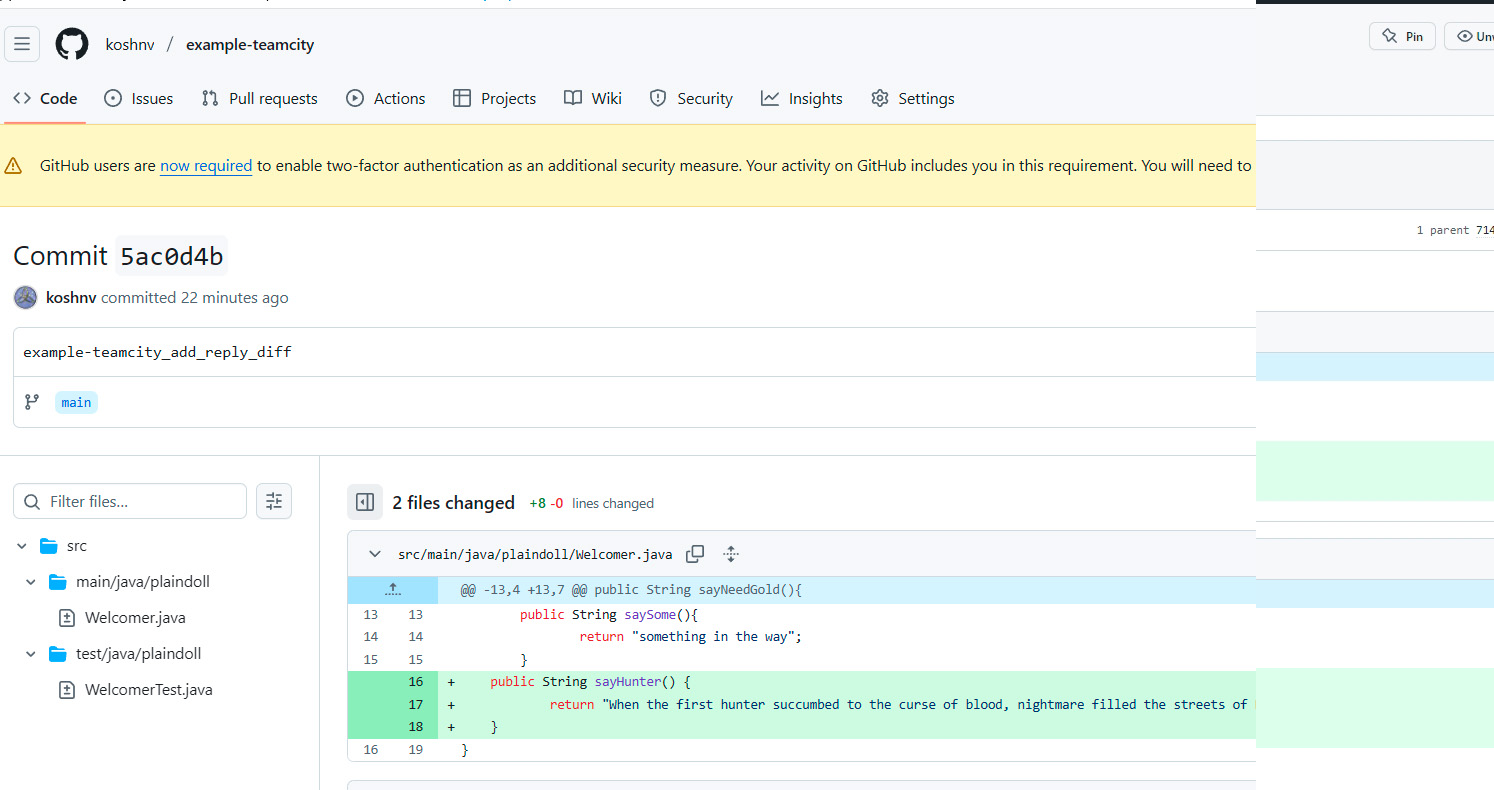 koshnv / example-teamcity
Pin
Code Issues Pull requests Actions Projects Wiki Security Insights Settings
GitHub users are now required to enable two-factor authentication as an additional security measure. Your activity on GitHub includes you in this requirement. You will need to
Commit 5ac0d4b
1 parent 714
koshnv committed 22 minutes ago
example-teamcity_add_reply_diff
main
Filter files...
src
main/java/plaindoll
Welcomer.java
test/java/plaindoll
WelcomerTest.java
2 files changed +8 -0 lines changed
src/main/java/plaindoll/Welcomer.java
@@ -13,4 +13,7 @@ public String sayNeedGold(){
13 13 public String saySome(){
14 14 return "something in the way";
15 15 }
16 + public String sayHunter() {
17 + return "When the first hunter succumbed to the curse of blood, nightmare filled the streets of
18 + }
16 19 }